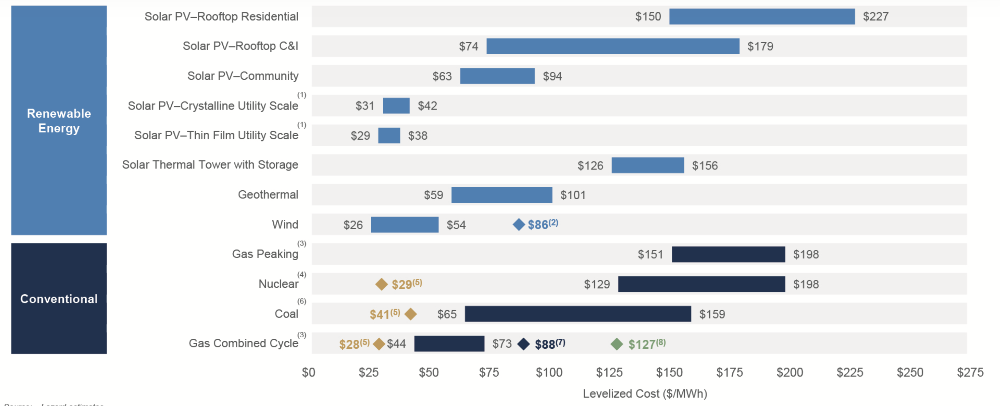 Renewable
Energy
Solar PV–Rooftop Residential $150 $227
Solar PV–Rooftop C&I $74 $179
Solar PV–Community $63 $94
Solar PV–Crystalline Utility Scale(1) $31 $42
Solar PV–Thin Film Utility Scale(1) $29 $38
Solar Thermal Tower with Storage $126 $156
Geothermal $59 $101
Wind $26 $54 $86(2)
Conventional
Gas Peaking(3) $151 $198
Nuclear(4) $29(5) $129 $198
Coal(6) $41(5) $65 $159
Gas Combined Cycle(3) $28(5) $44 $73 $88(7) $127(8)
$0 $25 $50 $75 $100 $125 $150 $175 $200 $225 $250 $275
Levelized Cost ($/MWh)
Source: Lazard estimates